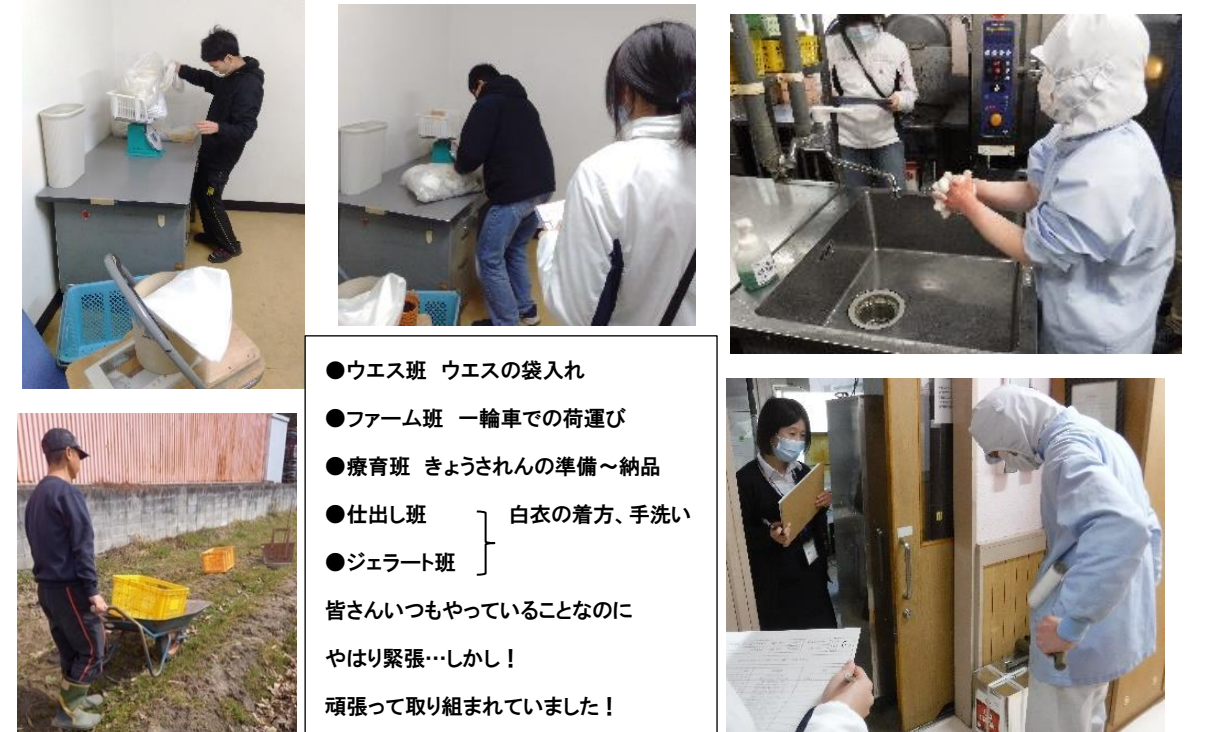 ●ウエス班 ウエスの袋入れ
●ファーム班 一輪車での荷運び
●療育班 きょうされんの準備～納品
●仕出し班 白衣の着方、手洗い
●ジェラート班
皆さんいつもやっていることなのに
やはり緊張…しかし！
頑張って取り組まれていました！